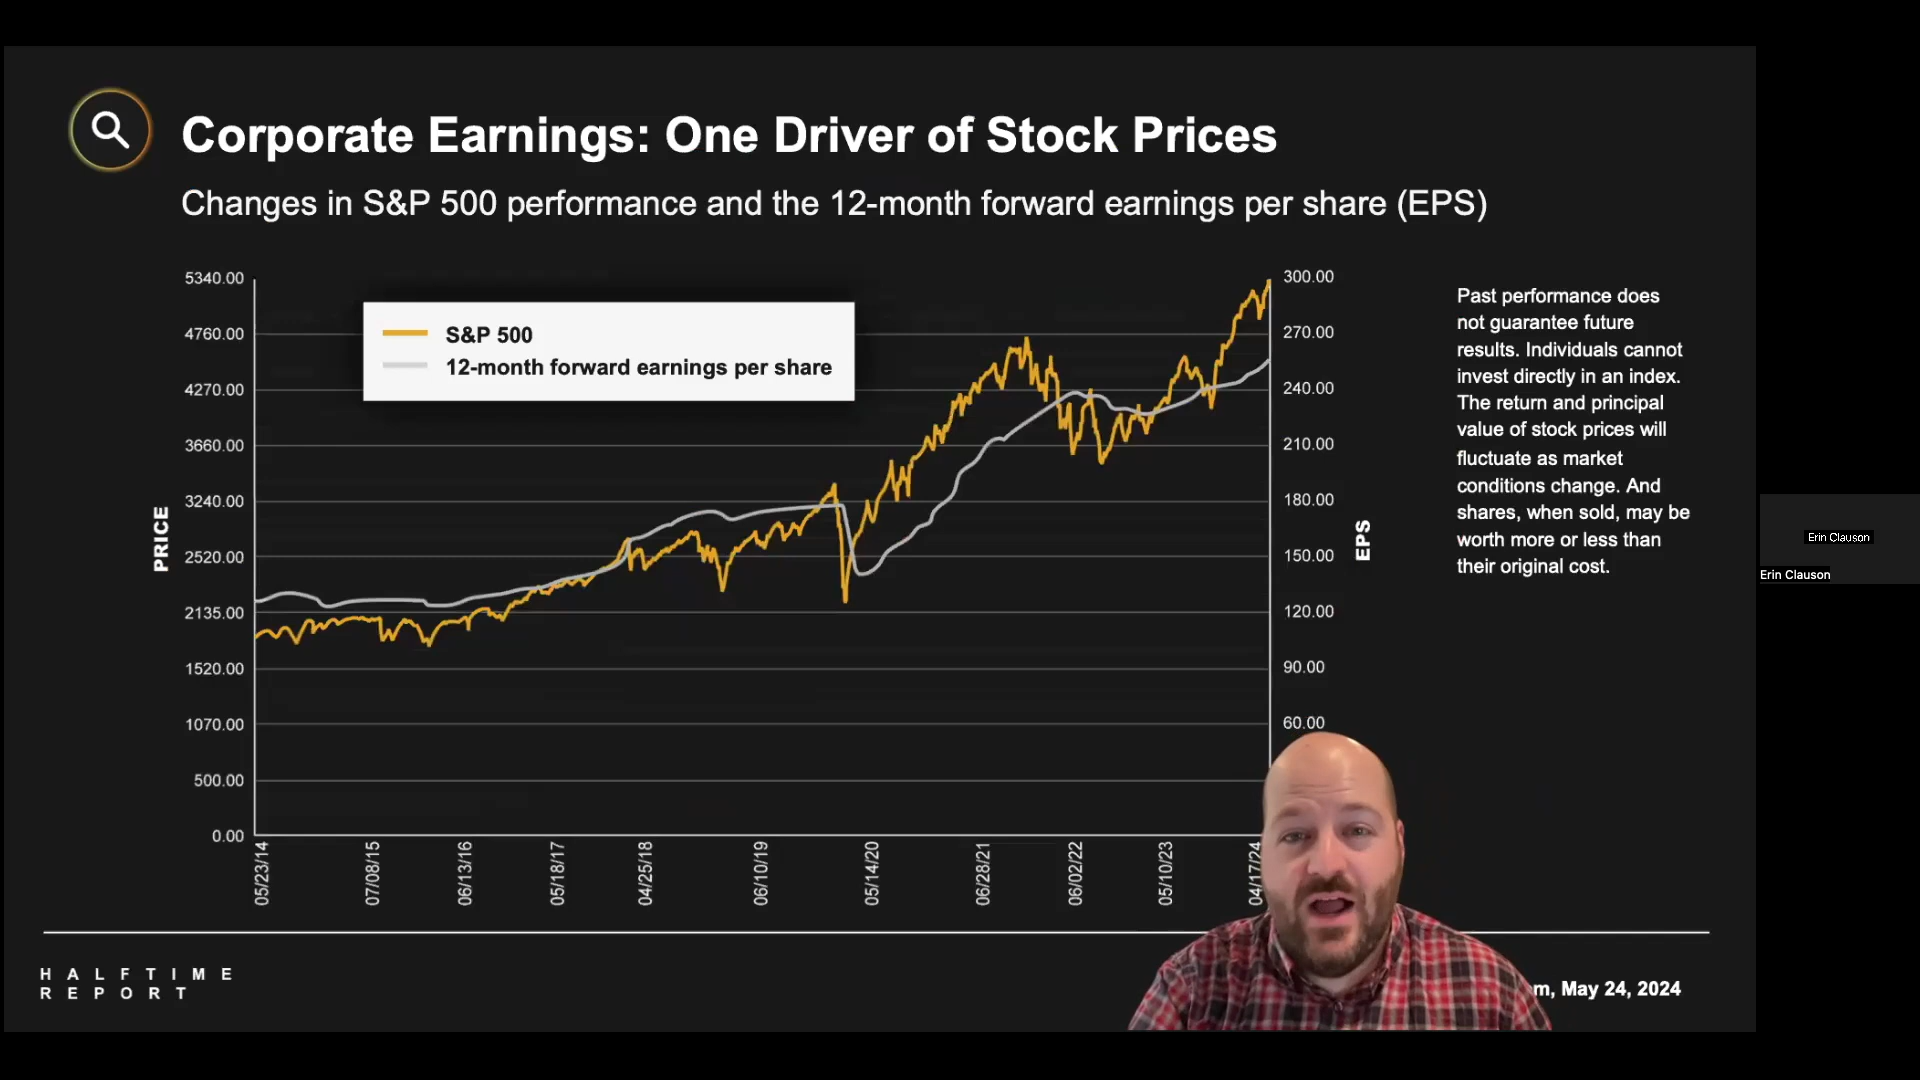 Corporate Earnings: One Driver of Stock Prices
Changes in S&P 500 performance and the 12-month forward earnings per share (EPS)
5340.00
4760.00
4270.00
3660.00
3240.00
2520.00
2135.00
1520.00
1070.00
500.00
0.00
PRICE
S&P 500
12-month forward earnings per share
300.00
270.00
240.00
210.00
180.00
150.00
120.00
90.00
60.00
EPS
05/23/14
07/08/15
06/13/16
05/18/17
04/25/18
06/10/19
05/14/20
06/28/21
06/02/22
05/10/23
04/17/24
Past performance does
not guarantee future
results. Individuals cannot
invest directly in an index.
The return and principal
value of stock prices will
fluctuate as market
conditions change. And
shares, when sold, may be
worth more or less than
their original cost.
Erin Clauson
Erin Clauson
HALFTIME
REPORT
May 24, 2024